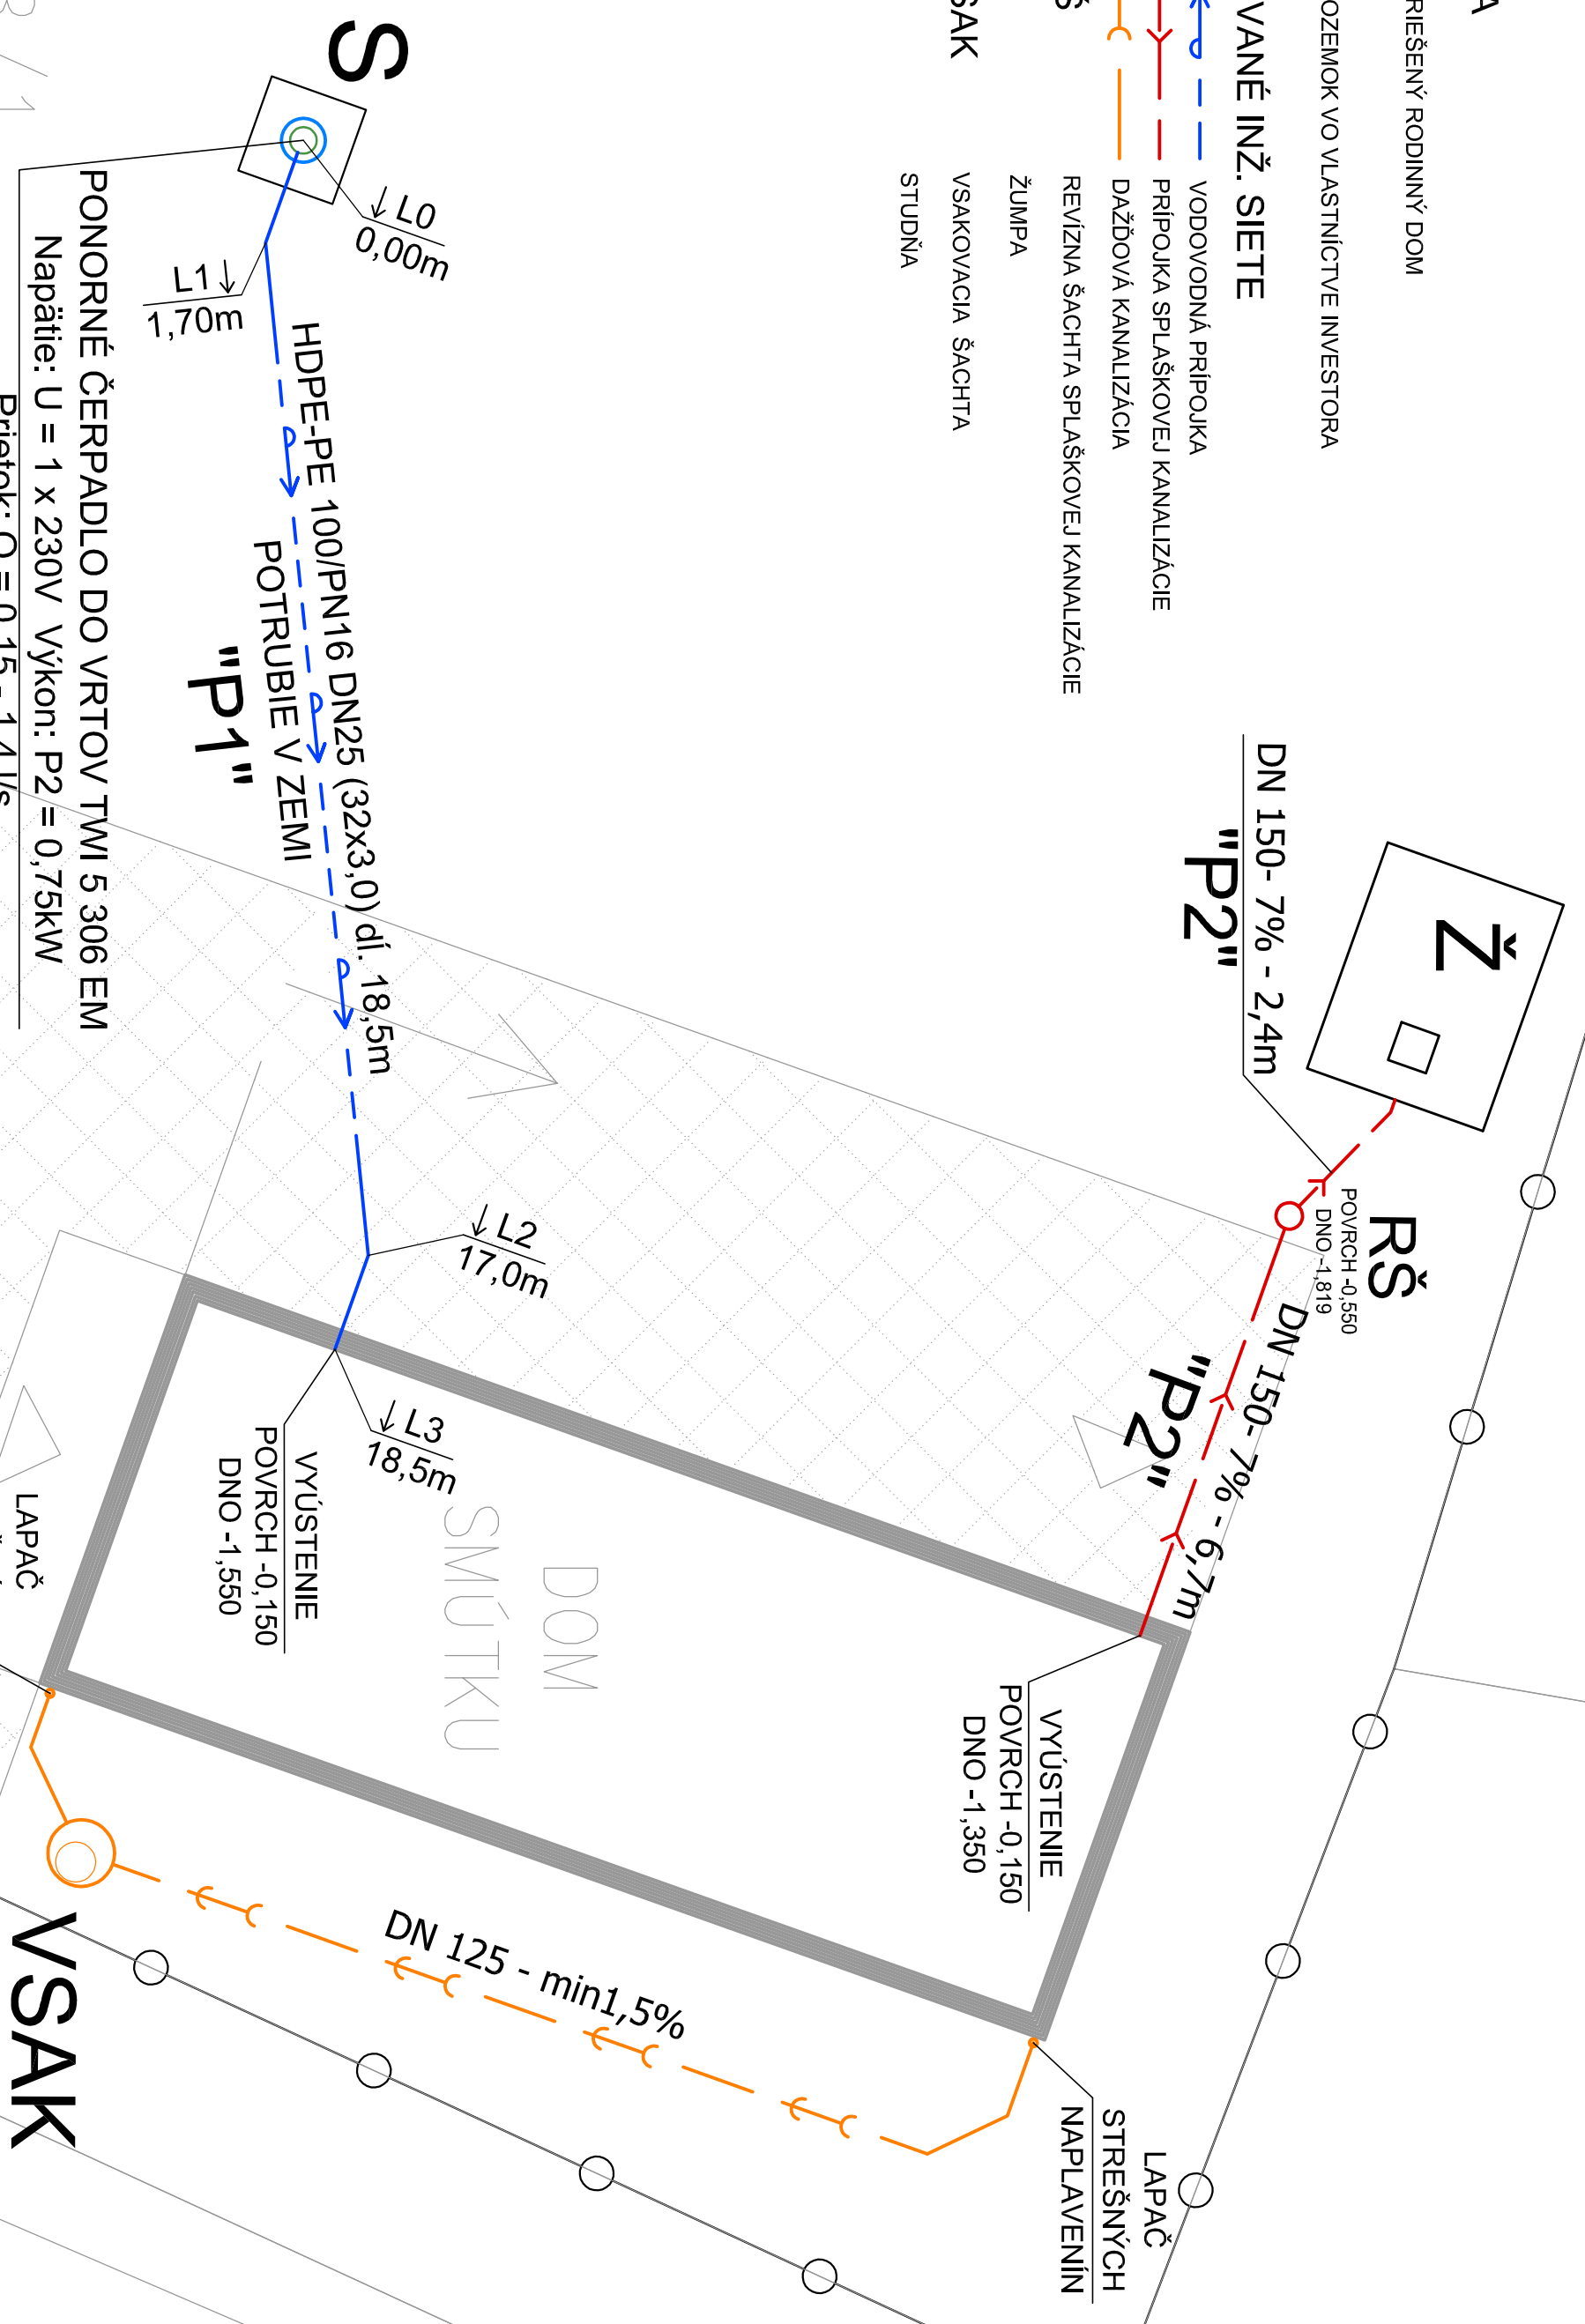 A
RIEŠENÝ RODINNÝ DOM
OZEMOK VO VLASTNÍCTVE INVESTORA
VANÉ INŽ. SIETE
VODOVODNÁ PRÍPOJKA
PRÍPOJKA SPLAŠKOVEJ KANALIZÁCIE
DAŽĎOVÁ KANALIZÁCIA
Š
REVÍZNA ŠACHTA SPLAŠKOVEJ KANALIZÁCIE
ŽUMPA
SAK
VSAKOVACIA ŠACHTA
STUDŇA
S
L0
0,00m
L1
1,70m
HDPE-PE 100/PN16 DN25 (32x3,0) dĺ. 18,5m
POTRUBIE V ZEMI
"P1"
PONORNÉ ČERPADLO DO VRTOV TWI 5 306 EM
Napätie: U = 1 x 230V Výkon: P2 = 0,75kW
Prietok: Q = 0,15 - 1,4 l/s
Ž
DN 150- 7% - 2,4m
"P2"
RŠ
POVRCH -0,550
DNO -1,819
DN 150- 7% - 6,7m
"P2"
L2
17,0m
L3
18,5m
VYÚSTENIE
POVRCH -0,150
DNO -1,550
DOM
SMÚTKU
VYÚSTENIE
POVRCH -0,150
DNO -1,350
LAPAČ
DN 125 - min1,5%
VSAK
LAPAČ
STREŠNÝCH
NAPLAVENÍN